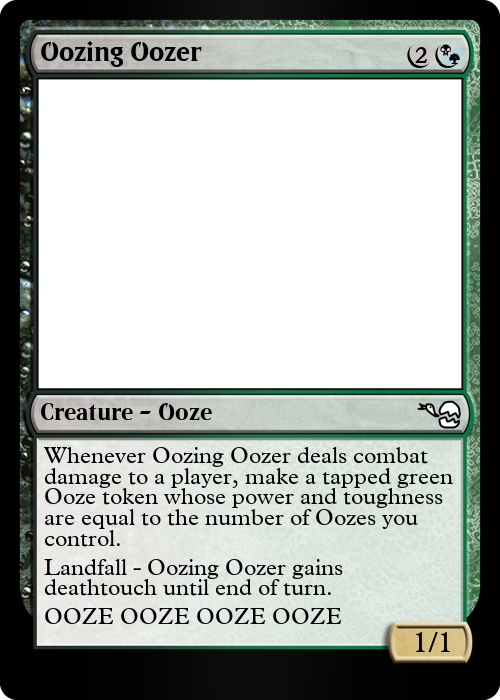 Oozing Oozer 2
Creature – Ooze
Whenever Oozing Oozer deals combat
damage to a player, make a tapped green
Ooze token whose power and toughness
are equal to the number of Oozes you
control.
Landfall - Oozing Oozer gains
deathtouch until end of turn.
OOZE OOZE OOZE OOZE
1/1